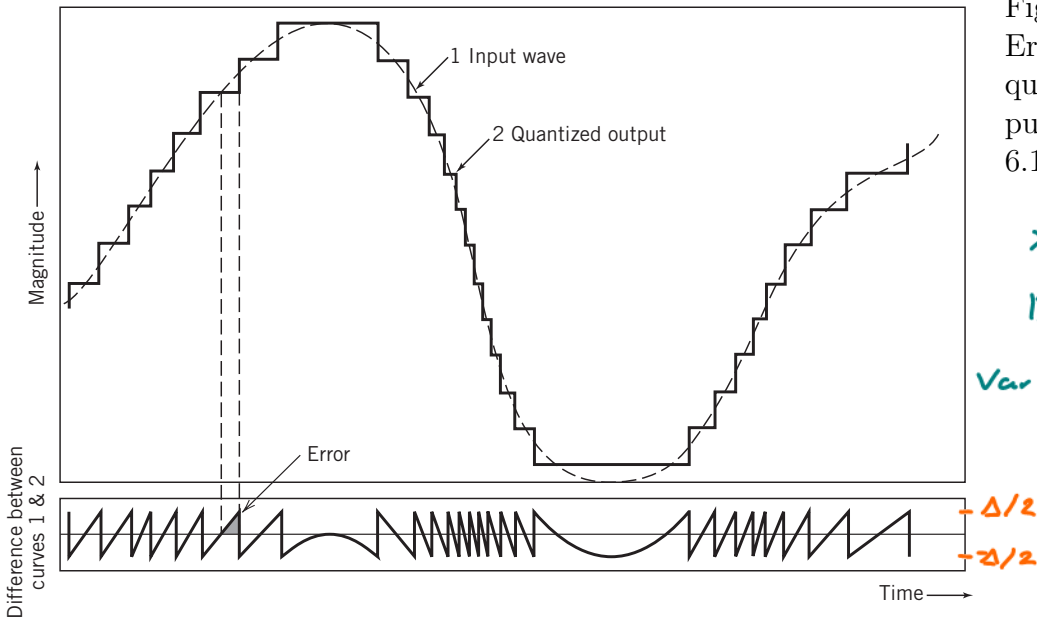 Fig
Er
qu
pu
6.1
1 Input wave
2 Quantized output
Magnitude
Var
Error
Difference between
curves 1 & 2
Δ/2
-Δ/2
Time